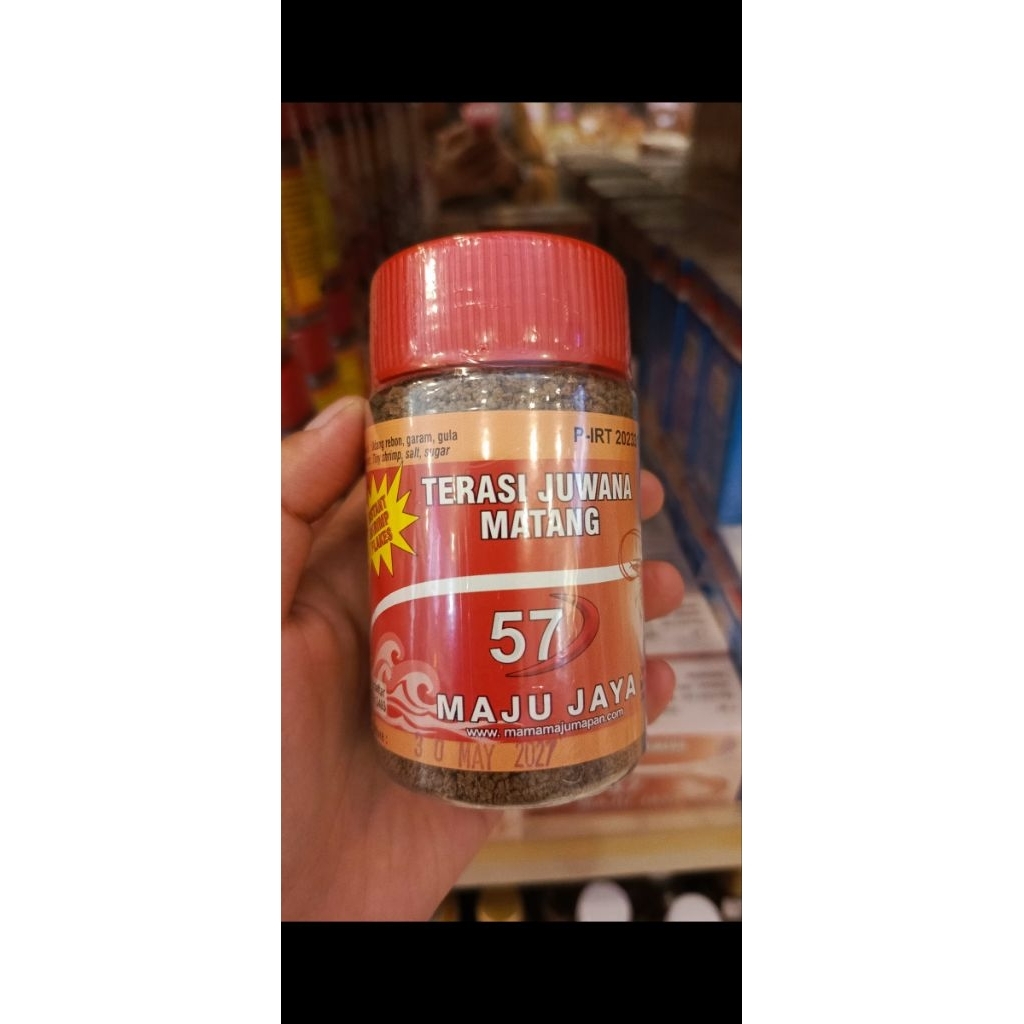 rebon, garam, gula
Tiny shrimp, salt, sugar
P-IRT
TERASI JUWANA
MATANG
57
MAJU JAYA
www. mamamajumapan.com
30 MAY 2027